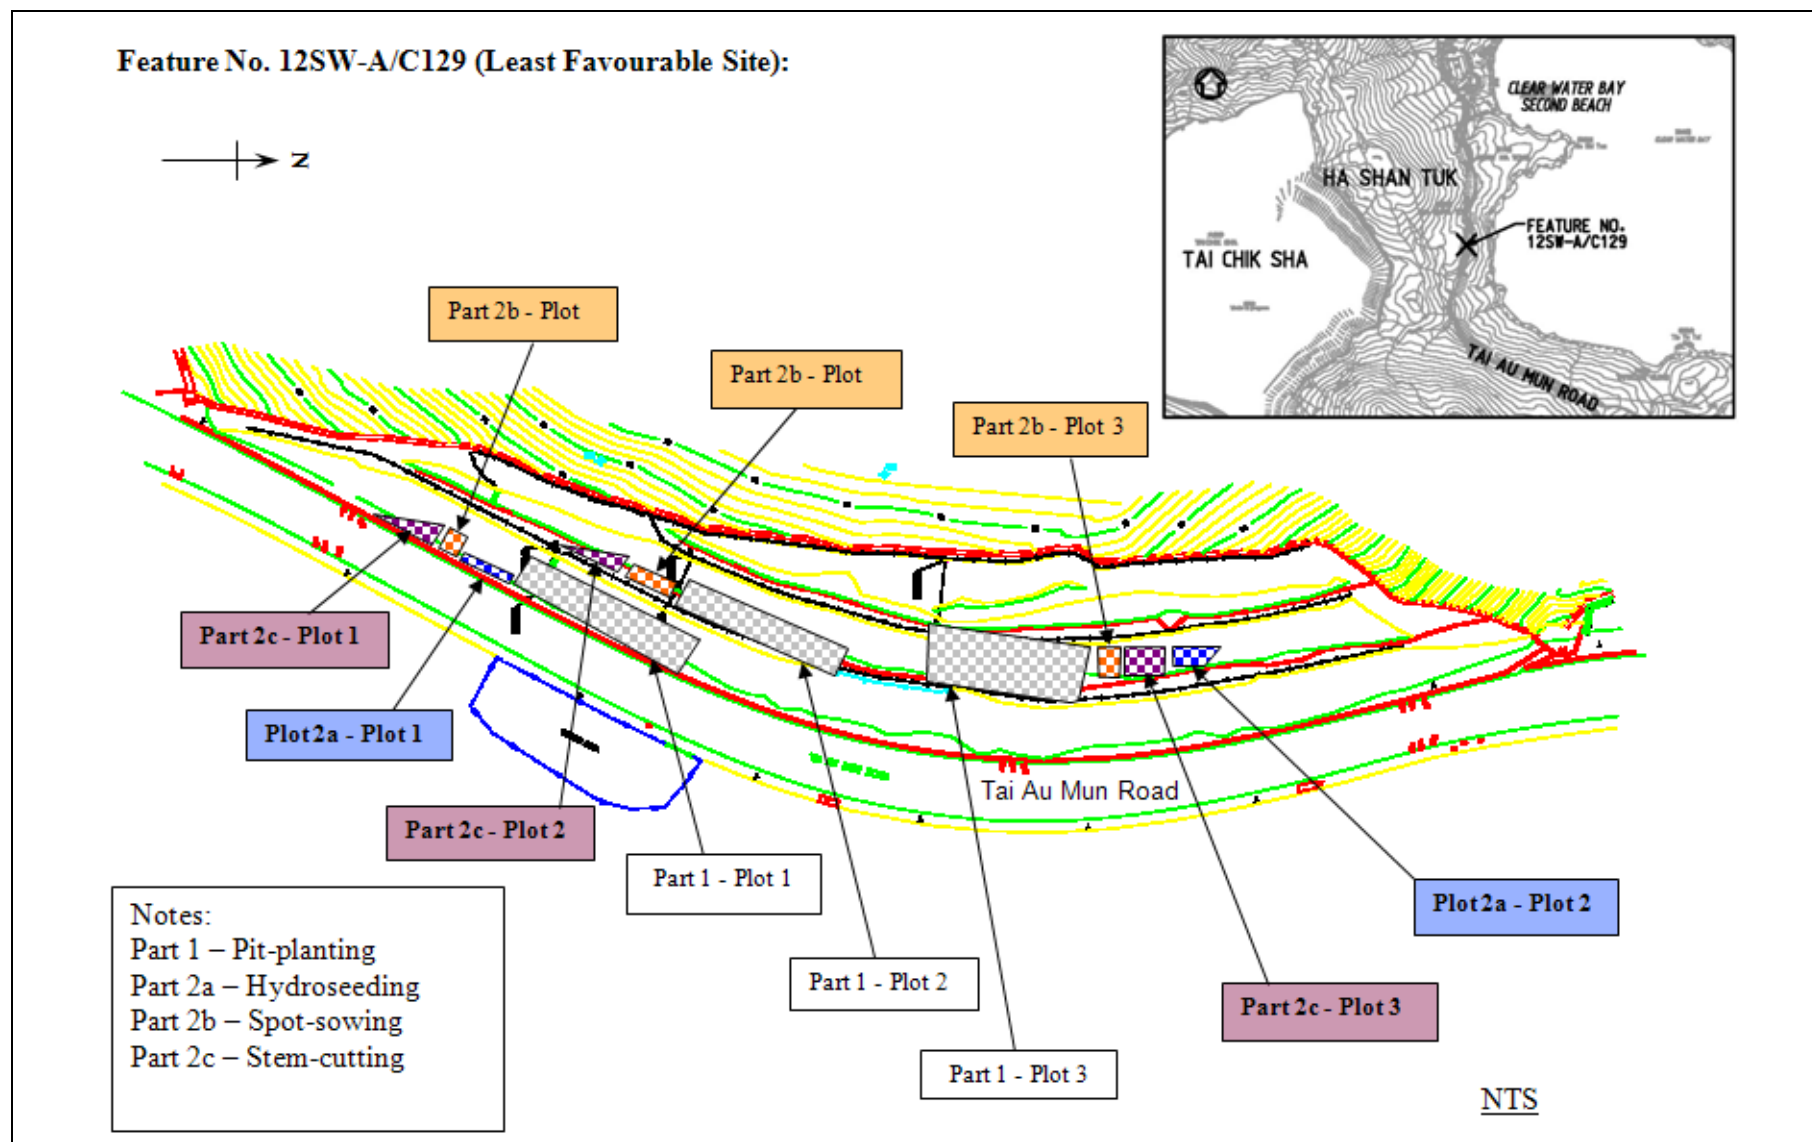 Feature No. 12SW-A/C129 (Least Favourable Site):
N
CLEAR WATER BAY
SECOND BEACH
HA SHAN TUK
FEATURE NO.
12SW-A/C129
TAI CHIK SHA
TAI AU MUN ROAD
Part 2b - Plot
Part 2b - Plot
Part 2b - Plot 3
Part 2c - Plot 1
Plot 2a - Plot 1
Part 2c - Plot 2
Part 1 - Plot 1
Tai Au Mun Road
Part 1 - Plot 2
Part 1 - Plot 3
Plot 2a - Plot 2
Part 2c - Plot 3
Notes:
Part 1 – Pit-planting
Part 2a – Hydroseeding
Part 2b – Spot-sowing
Part 2c – Stem-cutting
NTS